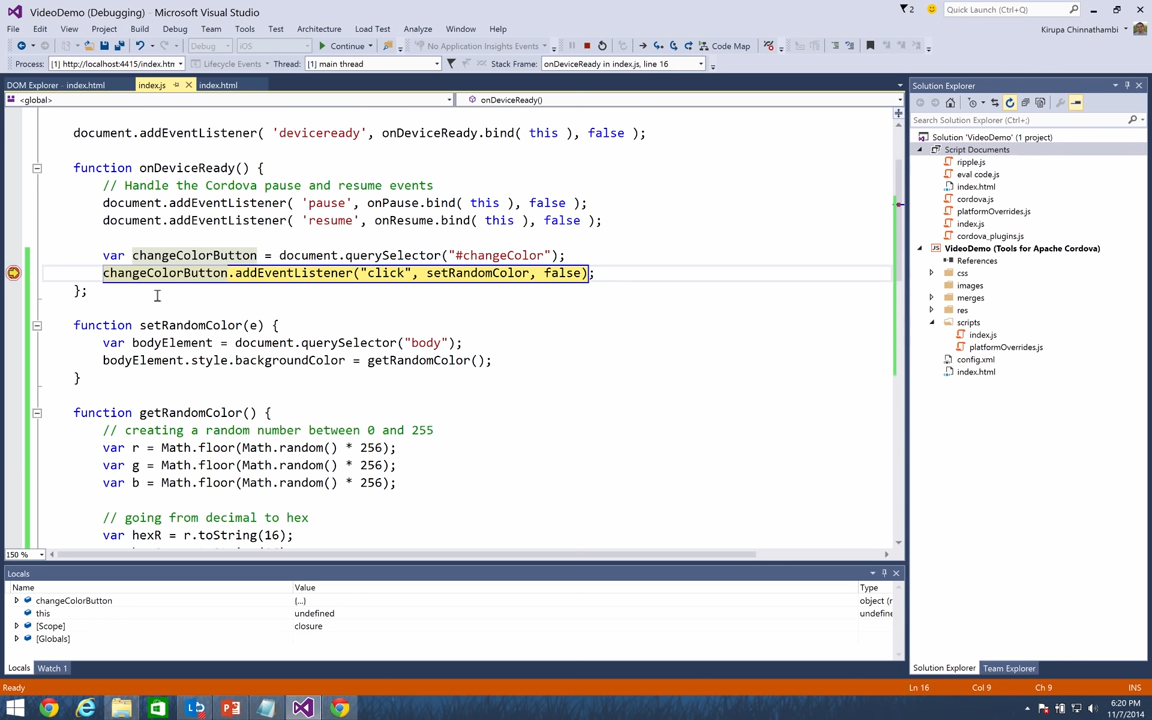 VideoDemo (Debugging) - Microsoft Visual Studio
2
Quick Launch (Ctrl+Q)
File Edit View Project Build Debug Team Tools Test Architecture Load Test Analyze Window Help
Kirupa Chinnathambi
Debug iOS Continue No Application Insights Events Code Map
Process: [1] http://localhost:4415/index.htm Lifecycle Events Thread: [1] main thread Stack Frame: onDeviceReady in index.js, line 16
DOM Explorer - index.html index.js index.html
<global> onDeviceReady()
document.addEventListener( 'deviceready', onDeviceReady.bind( this ), false );
function onDeviceReady() {
// Handle the Cordova pause and resume events
document.addEventListener( 'pause', onPause.bind( this ), false );
document.addEventListener( 'resume', onResume.bind( this ), false );
var changeColorButton = document.querySelector("#changeColor");
changeColorButton.addEventListener("click", setRandomColor, false);
};
function setRandomColor(e) {
var bodyElement = document.querySelector("body");
bodyElement.style.backgroundColor = getRandomColor();
}
function getRandomColor() {
// creating a random number between 0 and 255
var r = Math.floor(Math.random() * 256);
var g = Math.floor(Math.random() * 256);
var b = Math.floor(Math.random() * 256);
// going from decimal to hex
var hexR = r.toString(16);
150 %
Solution Explorer
Search Solution Explorer (Ctrl+;)
Solution 'VideoDemo' (1 project)
Script Documents
ripple.js
eval code.js
index.html
cordova.js
platformOverrides.js
index.js
cordova_plugins.js
VideoDemo (Tools for Apache Cordova)
References
css
images
merges
res
scripts
index.js
platformOverrides.js
config.xml
index.html
Solution Explorer Team Explorer
Locals
Name Value Type
changeColorButton {...} object (r
this undefined undefine
[Scope] closure
[Globals]
Locals Watch 1
Ready Ln 16 Col 9 Ch 9 INS
6:20 PM
11/7/2014